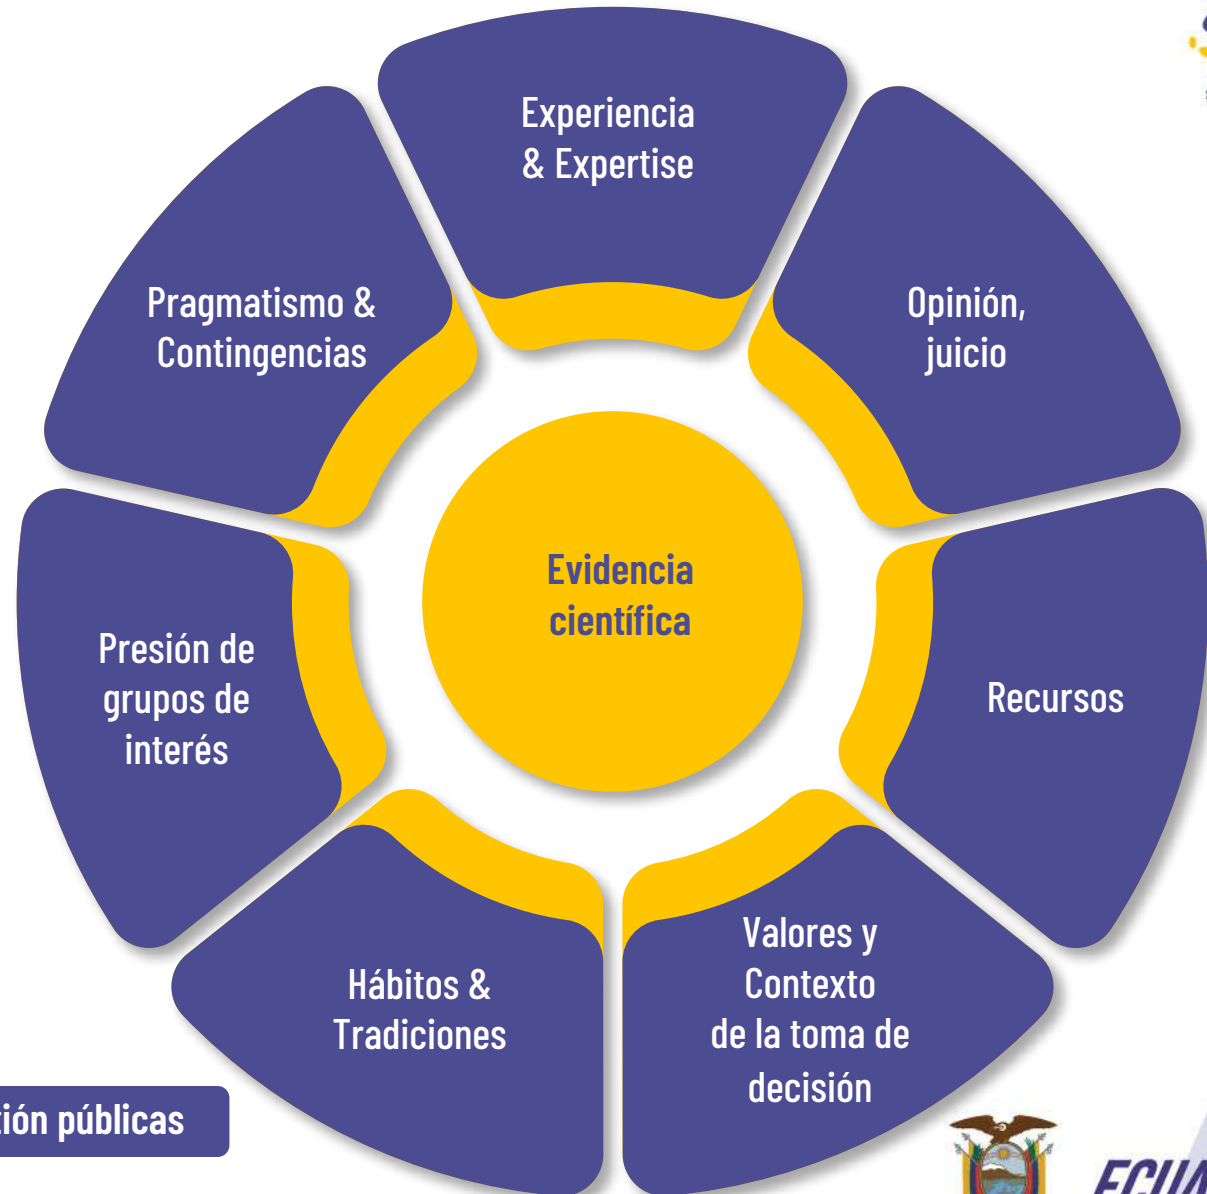 Experiencia
& Expertise
Opinión,
juicio
Pragmatismo &
Contingencias
Evidencia
científica
Presión de
grupos de
interés
Recursos
Valores y
Contexto
de la toma de
decisión
Hábitos &
Tradiciones
públicas